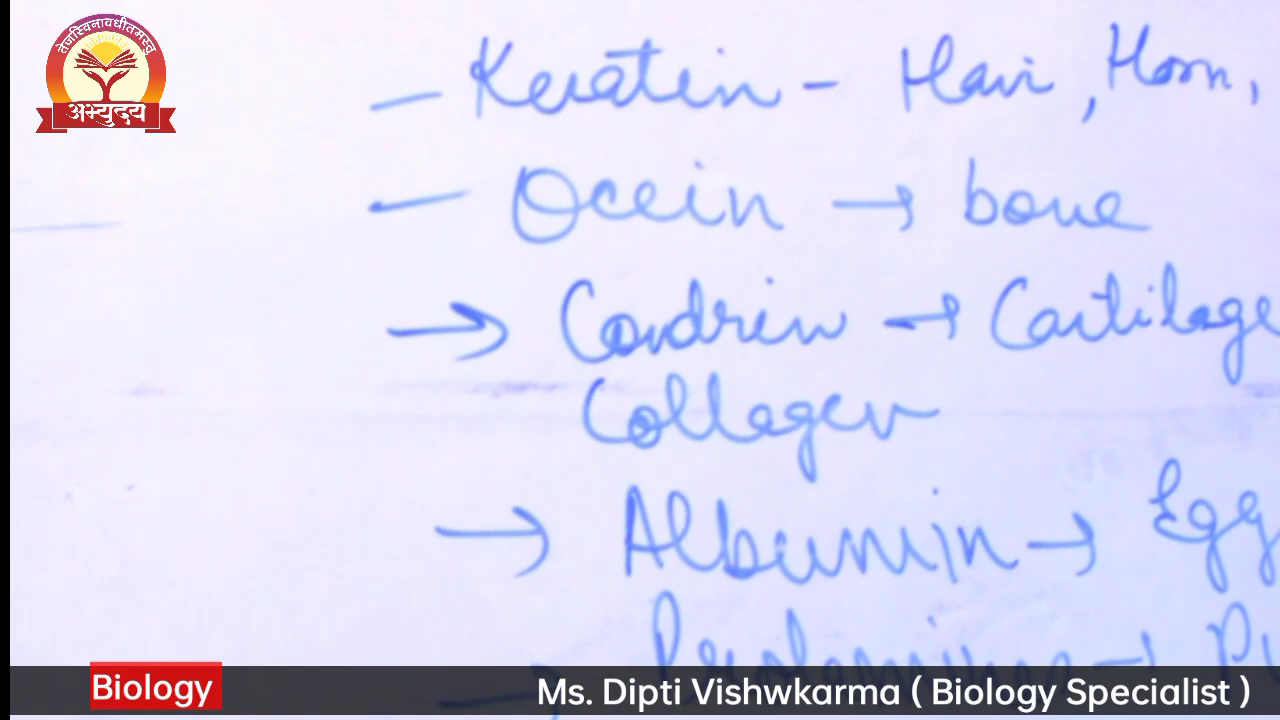 तेजस्विनावधीतमस्तु
अभ्युदय
— Keratin - Hair, Horn,
— Ocein → bone
→ Condrin → Cartilage
Collagen
→ Albumin → Egg
Biology
Ms. Dipti Vishwkarma ( Biology Specialist )